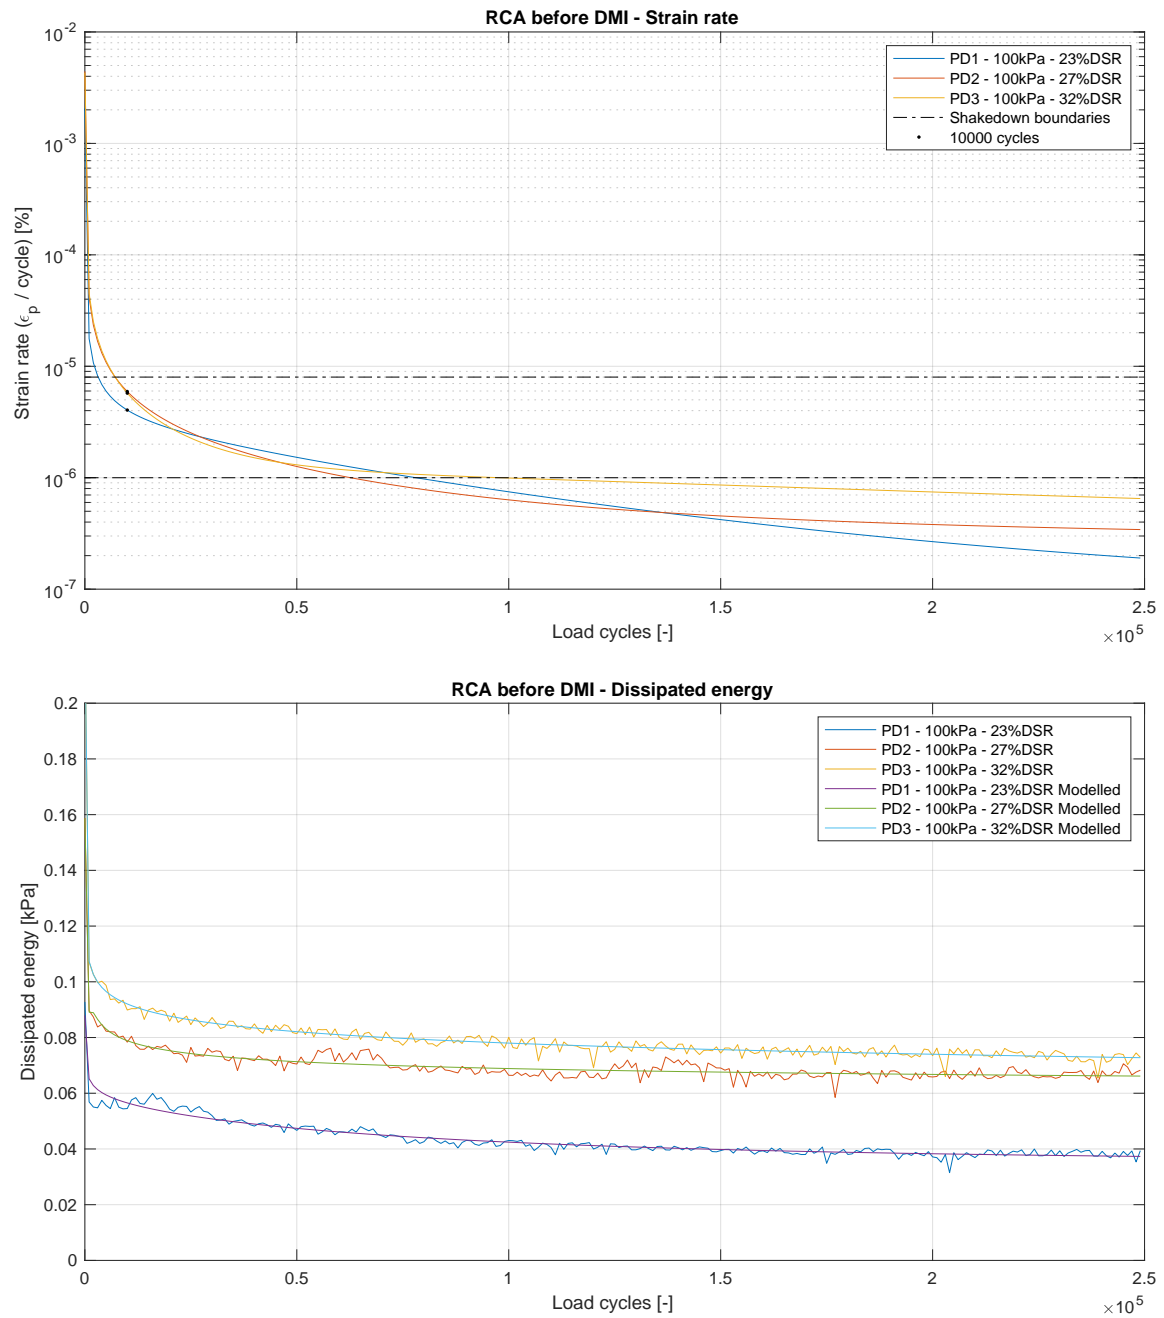 RCA before DMI - Strain rate
10^-2
10^-3
10^-4
10^-5
10^-6
10^-7
Strain rate (ϵ_p / cycle) [%]
PD1 - 100kPa - 23%DSR
PD2 - 100kPa - 27%DSR
PD3 - 100kPa - 32%DSR
Shakedown boundaries
10000 cycles
0 0.5 1 1.5 2 2.5
Load cycles [-]
×10^5
RCA before DMI - Dissipated energy
0.2
0.18
0.16
0.14
0.12
0.1
0.08
0.06
0.04
0.02
0
Dissipated energy [kPa]
PD1 - 100kPa - 23%DSR
PD2 - 100kPa - 27%DSR
PD3 - 100kPa - 32%DSR
PD1 - 100kPa - 23%DSR Modelled
PD2 - 100kPa - 27%DSR Modelled
PD3 - 100kPa - 32%DSR Modelled
0 0.5 1 1.5 2 2.5
Load cycles [-]
×10^5